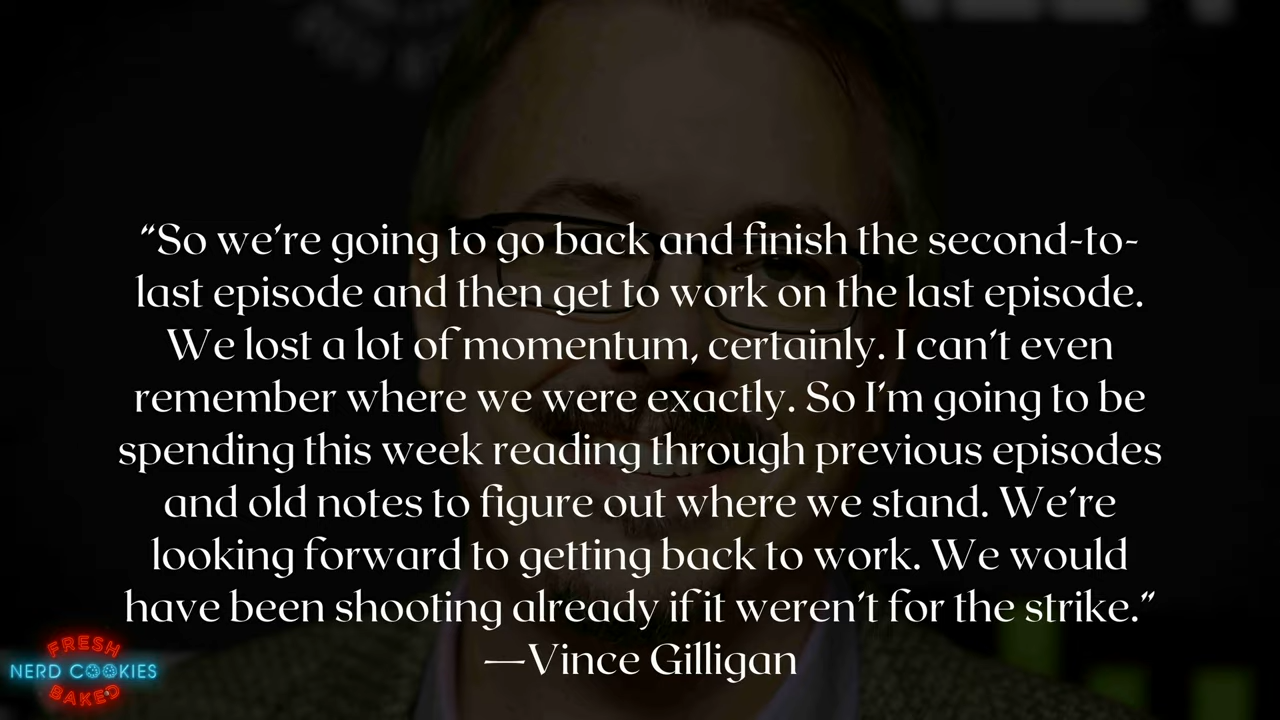 “So we’re going to go back and finish the second-to-
last episode and then get to work on the last episode.
We lost a lot of momentum, certainly. I can’t even
remember where we were exactly. So I’m going to be
spending this week reading through previous episodes
and old notes to figure out where we stand. We’re
looking forward to getting back to work. We would
have been shooting already if it weren’t for the strike.”
—Vince Gilligan
FRESH
NERD COOKIES
BAKED